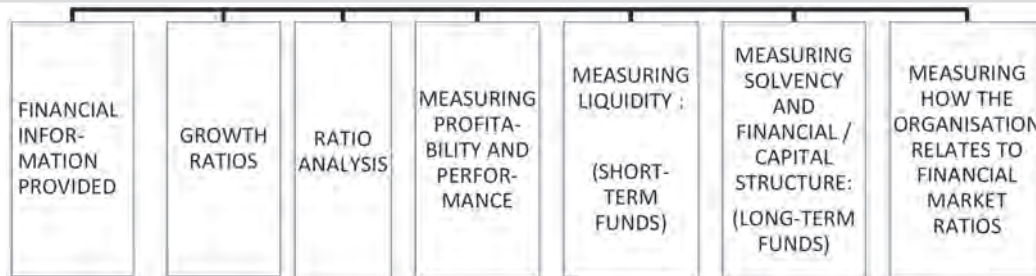 FINANCIAL
INFOR-
MATION
PROVIDED
GROWTH
RATIOS
RATIO
ANALYSIS
MEASURING
PROFITA-
BILITY AND
PERFOR-
MANCE
MEASURING
LIQUIDITY :
(SHORT-
TERM
FUNDS)
MEASURING
SOLVENCY
AND
FINANCIAL /
CAPITAL
STRUCTURE:
(LONG-TERM
FUNDS)
MEASURING
HOW THE
ORGANISATION
RELATES TO
FINANCIAL
MARKET
RATIOS